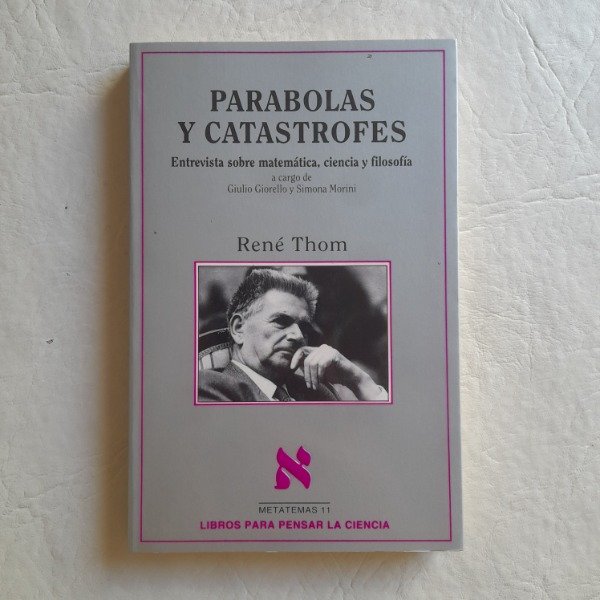 PARABOLAS
Y CATASTROFES
Entrevista sobre matemática, ciencia y filosofía
a cargo de
Giulio Giorello y Simona Morini
René Thom
א
METATEMAS 11
LIBROS PARA PENSAR LA CIENCIA